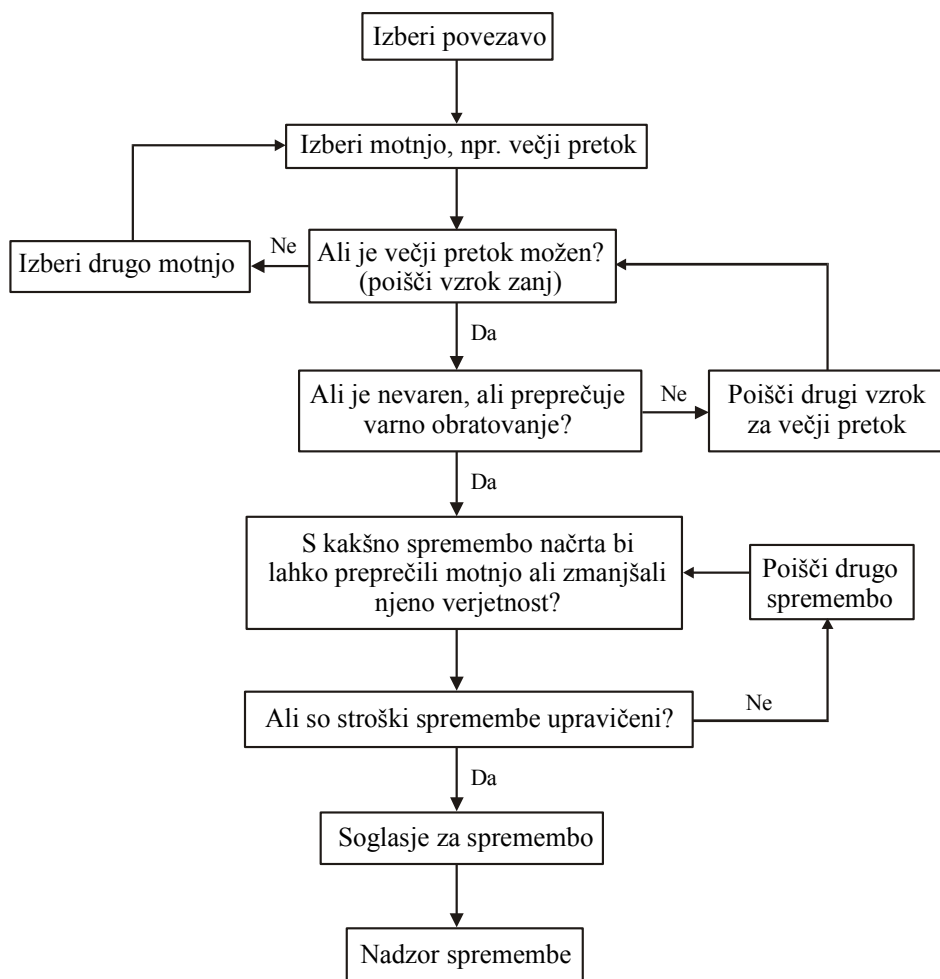 Izberi povezavo
Izberi motnjo, npr. večji pretok
Izberi drugo motnjo
Ne
Ali je večji pretok možen?
(poišči vzrok zanj)
Da
Ali je nevaren, ali preprečuje
varno obratovanje?
Ne
Poišči drugi vzrok
za večji pretok
Da
S kakšno spremembo načrta bi
lahko preprečili motnjo ali zmanjšali
njeno verjetnost?
Poišči drugo
spremembo
Ali so stroški spremembe upravičeni?
Ne
Da
Soglasje za spremembo
Nadzor spremembe